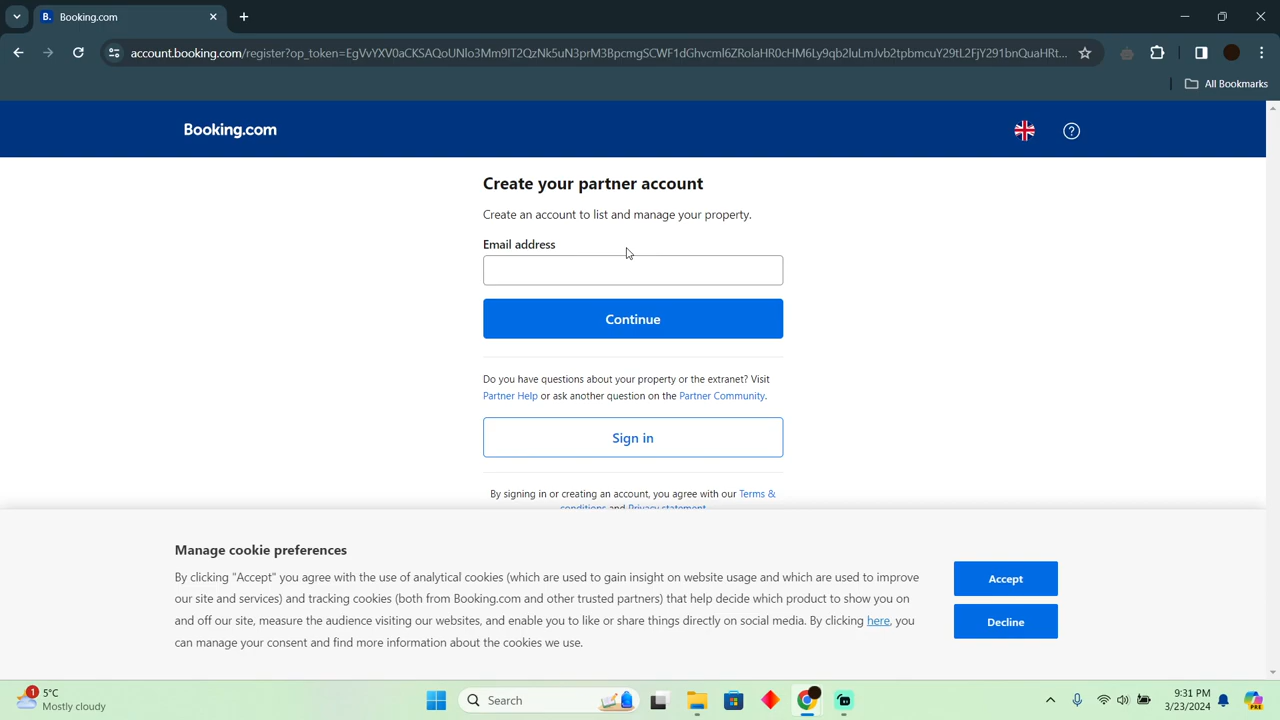 B. Booking.com
account.booking.com/register?op_token=
All Bookmarks
Booking.com
Create your partner account
Create an account to list and manage your property.
Email address
Continue
Do you have questions about your property or the extranet? Visit
Partner Help or ask another question on the Partner Community.
Sign in
By signing in or creating an account, you agree with our Terms &
conditions and Privacy statement.
Manage cookie preferences
By clicking "Accept" you agree with the use of analytical cookies (which are used to gain insight on website usage and which are used to improve
our site and services) and tracking cookies (both from Booking.com and other trusted partners) that help decide which product to show you on
and off our site, measure the audience visiting our websites, and enable you to like or share things directly on social media. By clicking here, you
can manage your consent and find more information about the cookies we use.
Accept
Decline
1
5°C
Mostly cloudy
Search
9:31 PM
3/23/2024
PRE